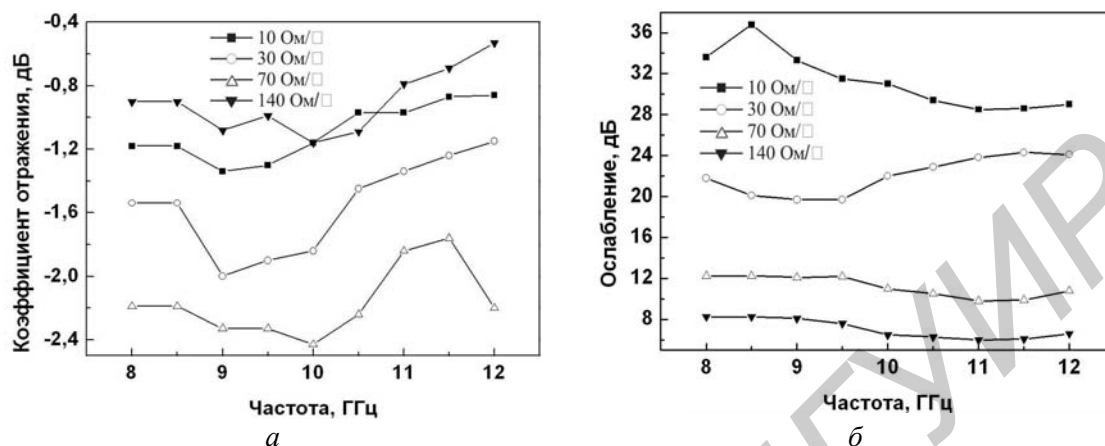 -0,4
-0,8
-1,2
-1,6
-2,0
-2,4
Коэффициент отражения, дБ
10 Ом/□
30 Ом/□
70 Ом/□
140 Ом/□
8 9 10 11 12
Частота, ГГц
а
36
32
28
24
20
16
12
8
Ослабление, дБ
10 Ом/□
30 Ом/□
70 Ом/□
140 Ом/□
8 9 10 11 12
Частота, ГГц
б
БГУИР